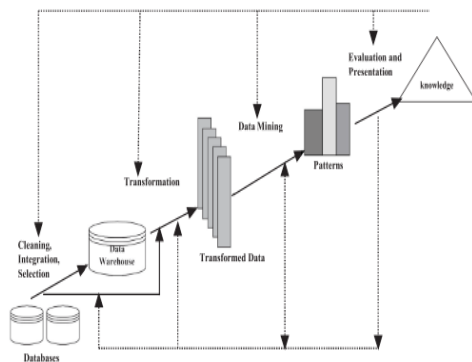 Evaluation and
Presentation
knowledge
Data Mining
Patterns
Transformation
Transformed Data
Cleaning,
Integration,
Selection
Data
Warehouse
Databases